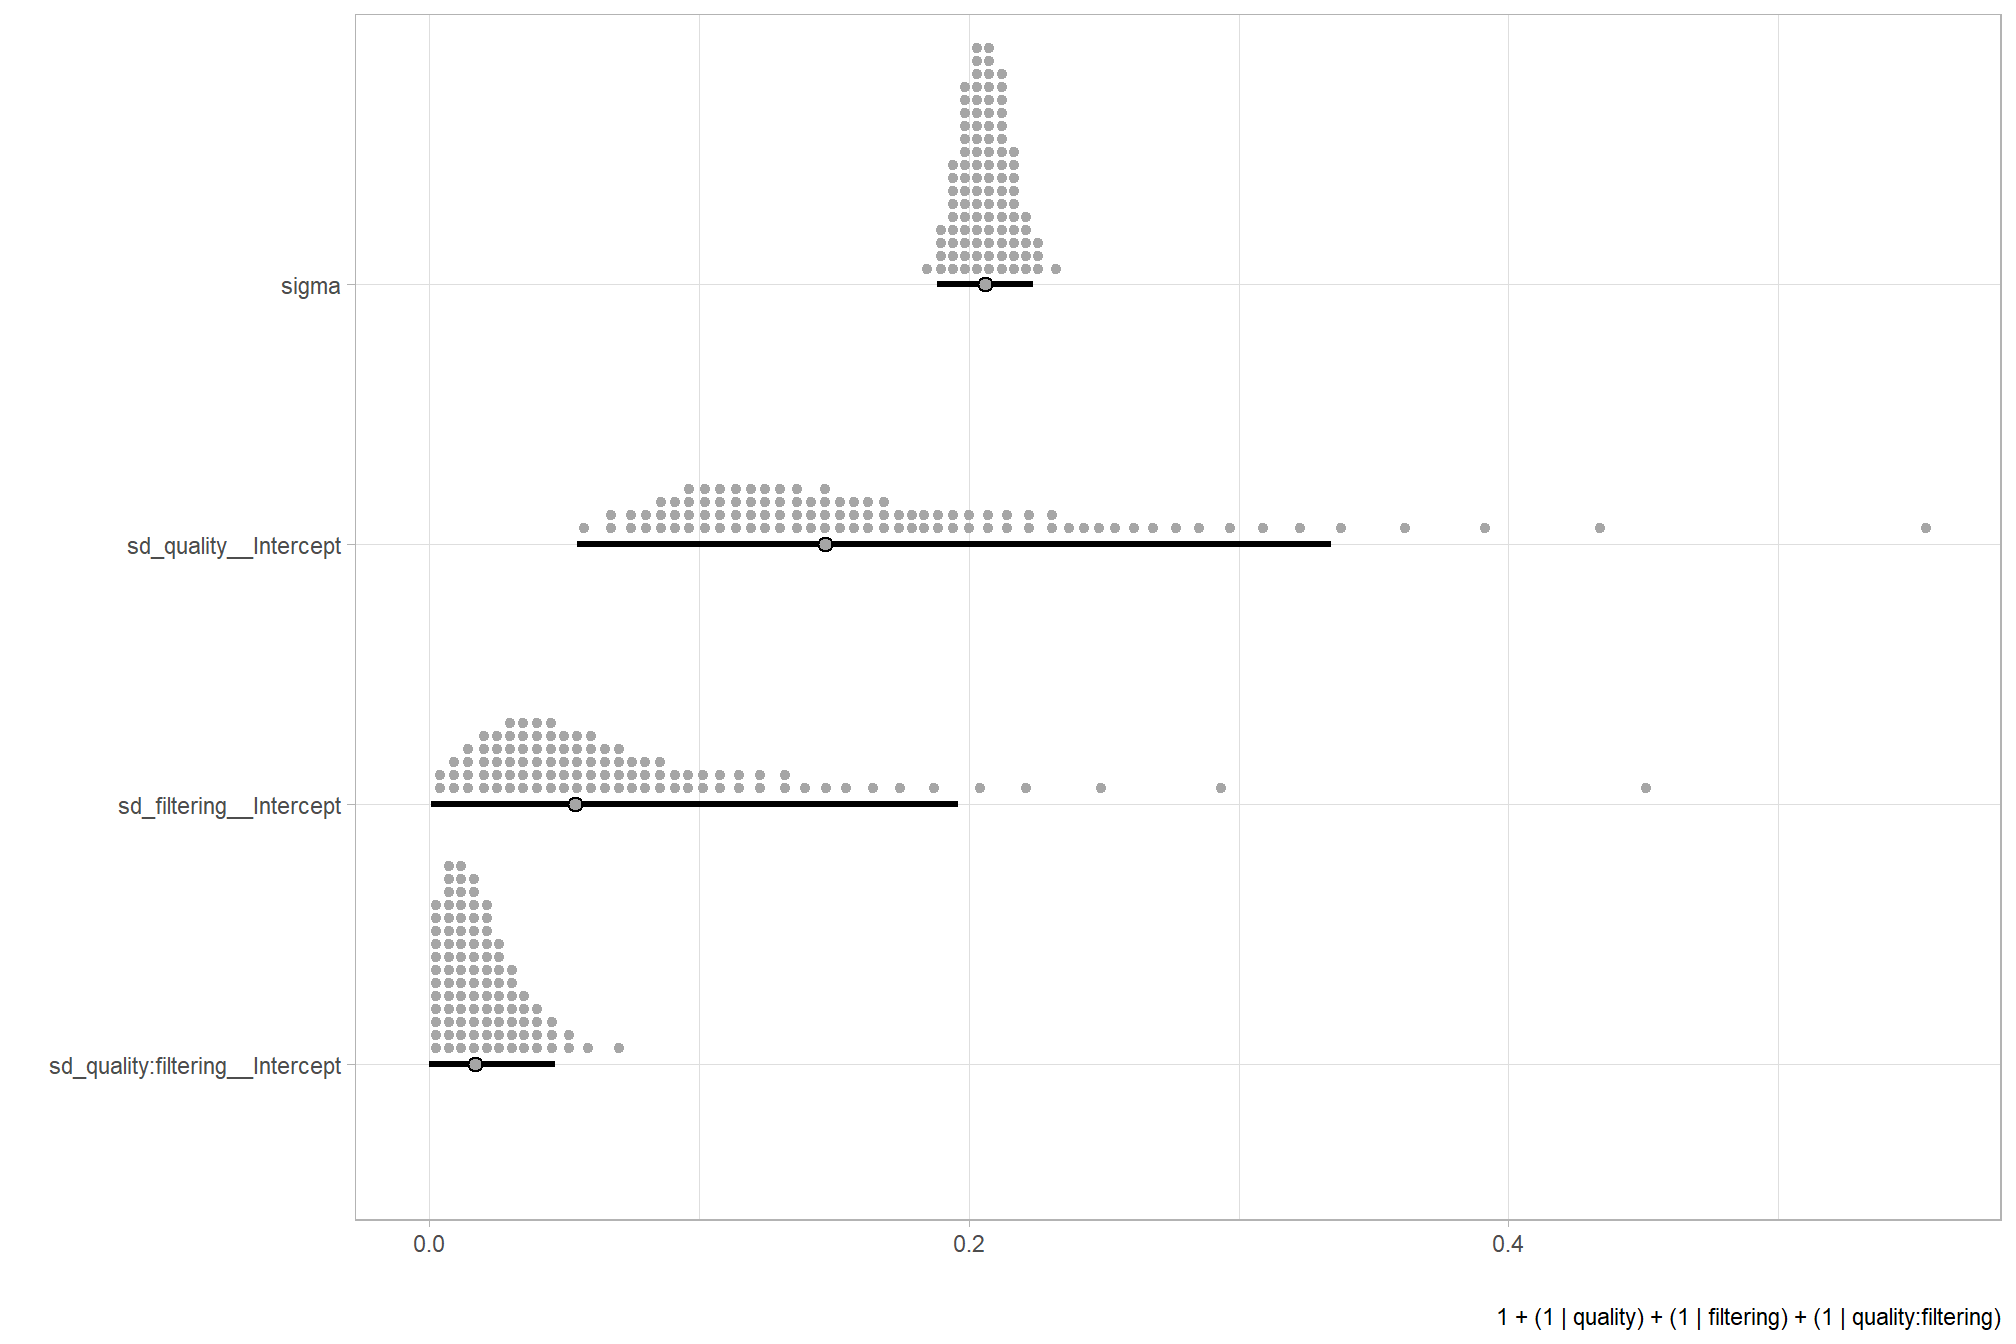 sigma
sd_quality__Intercept
sd_filtering__Intercept
sd_quality:filtering__Intercept
0.0 0.2 0.4
1 + (1 | quality) + (1 | filtering) + (1 | quality:filtering)